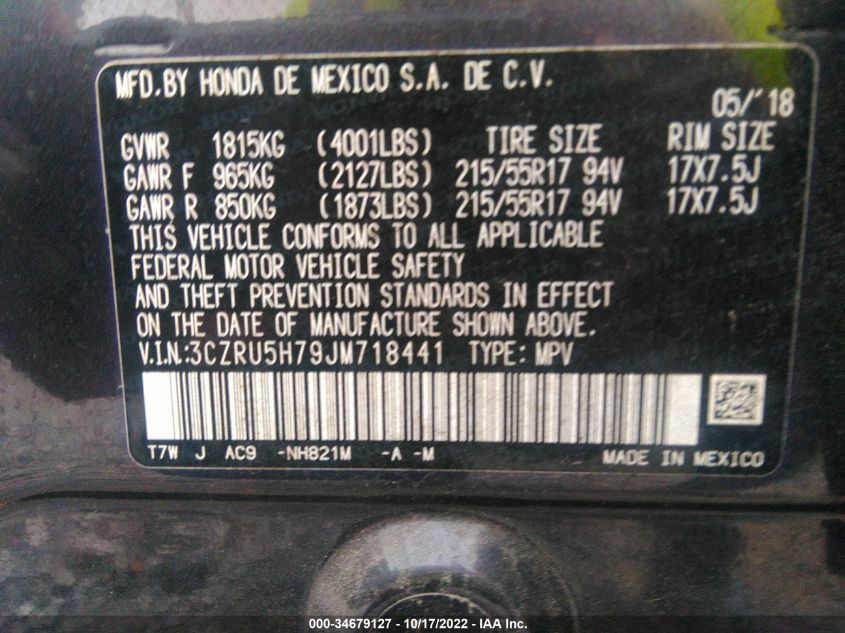 MFD.BY HONDA DE MEXICO S.A. DE C.V.
05/'18
GVWR 1815KG (4001LBS) TIRE SIZE RIM SIZE
GAWR F 965KG (2127LBS) 215/55R17 94V 17X7.5J
GAWR R 850KG (1873LBS) 215/55R17 94V 17X7.5J
THIS VEHICLE CONFORMS TO ALL APPLICABLE
FEDERAL MOTOR VEHICLE SAFETY
AND THEFT PREVENTION STANDARDS IN EFFECT
ON THE DATE OF MANUFACTURE SHOWN ABOVE.
V.I.N.:3CZRU5H79JM718441 TYPE: MPV
T7W J AC9 -NH821M -A -M MADE IN MEXICO
000-34679127 - 10/17/2022 - IAA Inc.